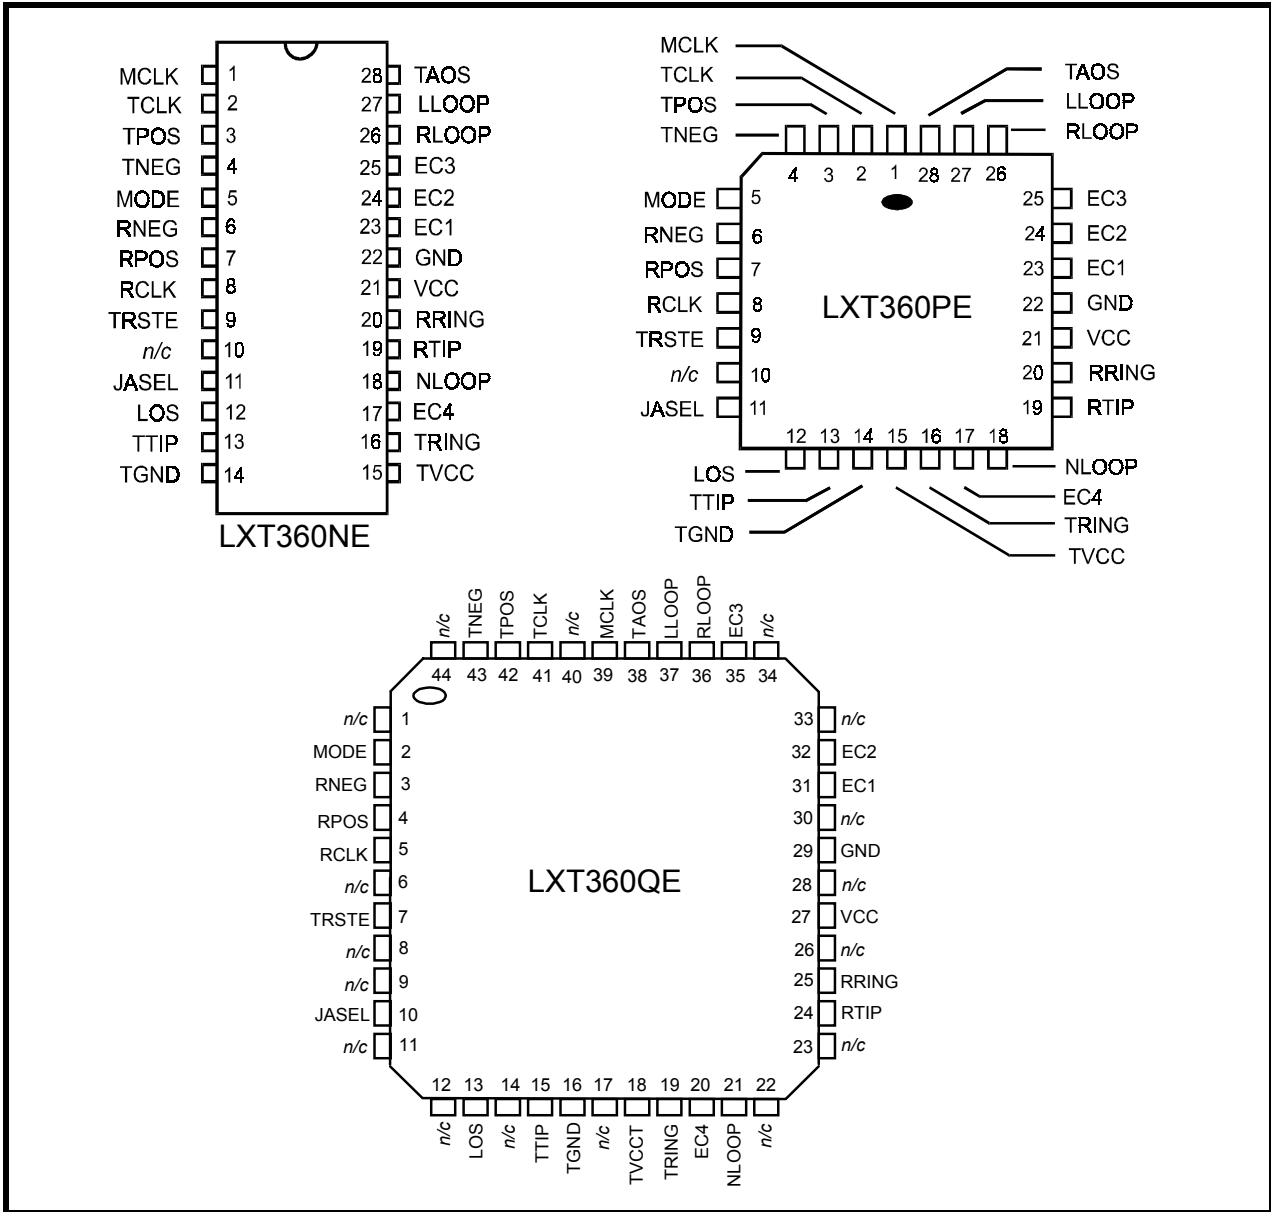 MCLK 1 28 TAOS
TCLK 2 27 LLOOP
TPOS 3 26 RLOOP
TNEG 4 25 EC3
MODE 5 24 EC2
RNEG 6 23 EC1
RPOS 7 22 GND
RCLK 8 21 VCC
TRSTE 9 20 RRING
n/c 10 19 RTIP
JASEL 11 18 NLOOP
LOS 12 17 EC4
TTIP 13 16 TRING
TGND 14 15 TVCC
LXT360NE
MCLK
TCLK
TPOS
TNEG
TAOS
LLOOP
RLOOP
4 3 2 1 28 27 26
MODE 5 25 EC3
RNEG 6 24 EC2
RPOS 7 23 EC1
RCLK 8 LXT360PE 22 GND
TRSTE 9 21 VCC
n/c 10 20 RRING
JASEL 11 19 RTIP
12 13 14 15 16 17 18
LOS
TTIP
TGND
NLOOP
EC4
TRING
TVCC
n/c TNEG TPOS TCLK n/c MCLK TAOS LLOOP RLOOP EC3 n/c
44 43 42 41 40 39 38 37 36 35 34
n/c 1 33 n/c
MODE 2 32 EC2
RNEG 3 31 EC1
RPOS 4 30 n/c
RCLK 5 29 GND
n/c 6 LXT360QE 28 n/c
TRSTE 7 27 VCC
n/c 8 26 n/c
n/c 9 25 RRING
JASEL 10 24 RTIP
n/c 11 23 n/c
12 13 14 15 16 17 18 19 20 21 22
n/c LOS n/c TTIP TGND n/c TVCCT TRING EC4 NLOOP n/c